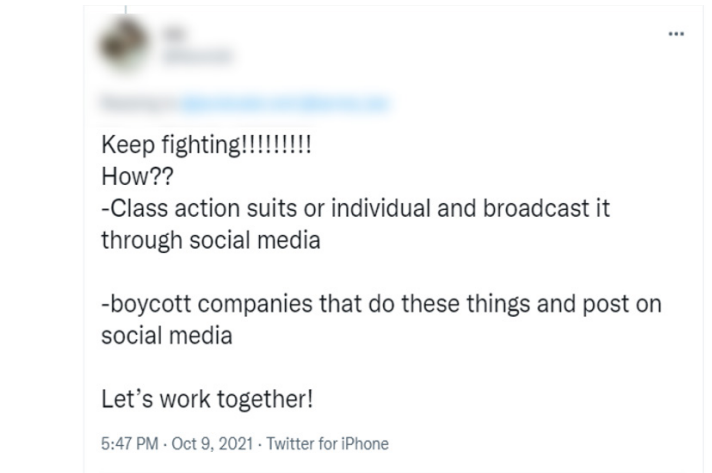 Keep fighting!!!!!!!!!
How??
-Class action suits or individual and broadcast it
through social media
-boycott companies that do these things and post on
social media
Let’s work together!
5:47 PM · Oct 9, 2021 · Twitter for iPhone